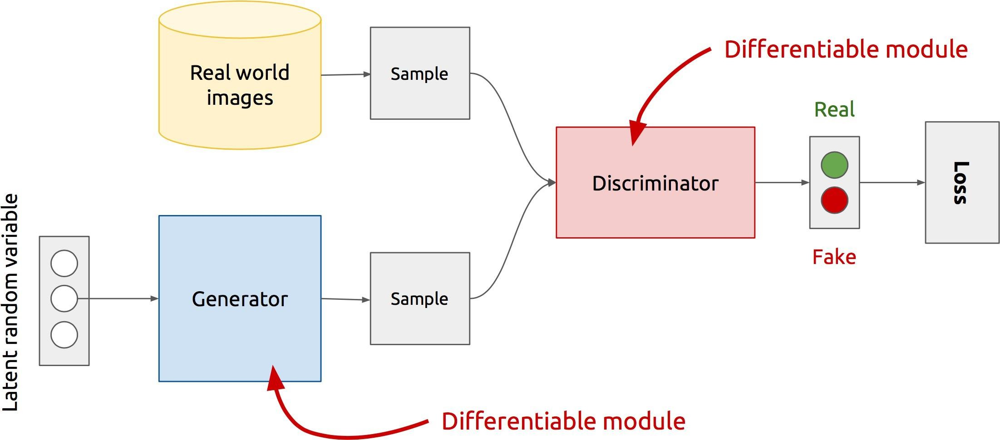 Real world
images
Sample
Differentiable module
Real
Discriminator
Loss
Fake
Latent random variable
Generator
Sample
Differentiable module